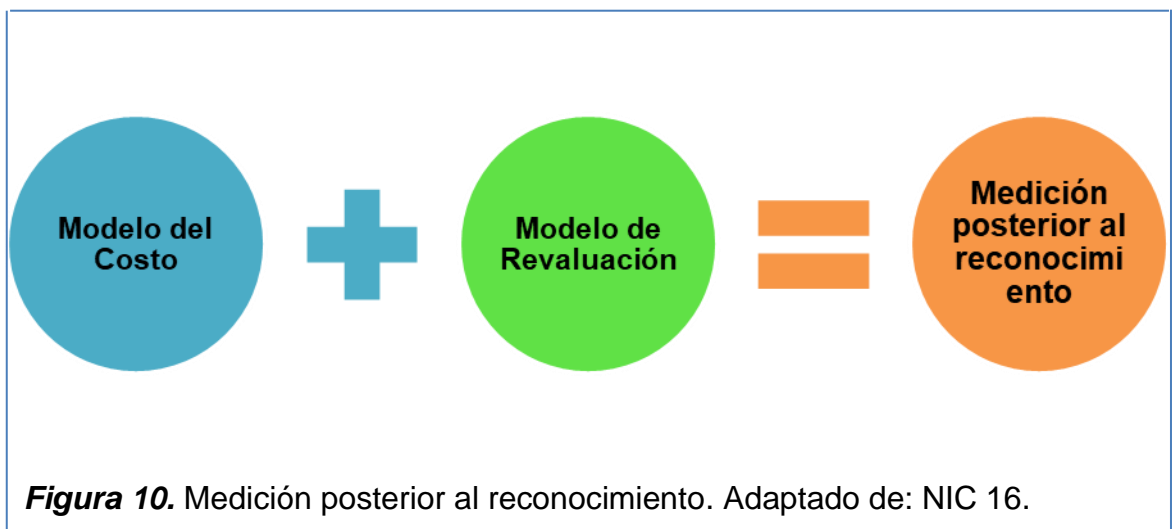 Modelo del
Costo
Modelo de
Revaluación
Medición
posterior al
reconocimi
ento
Figura 10. Medición posterior al reconocimiento. Adaptado de: NIC 16.